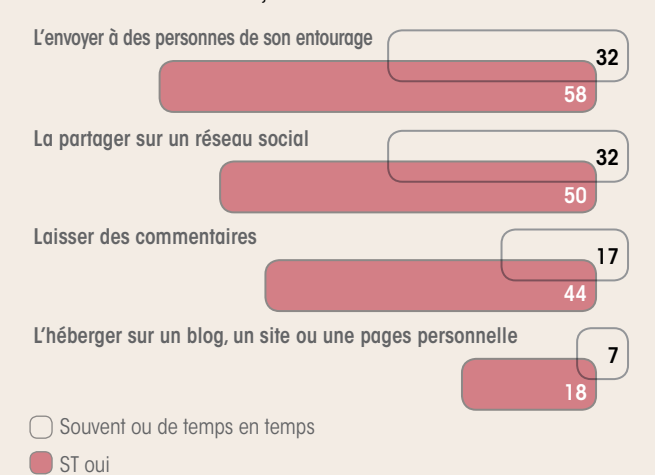 L'envoyer à des personnes de son entourage
32
58
La partager sur un réseau social
32
50
Laisser des commentaires
17
44
L'héberger sur un blog, un site ou une pages personnelle
7
18
Souvent ou de temps en temps
ST oui